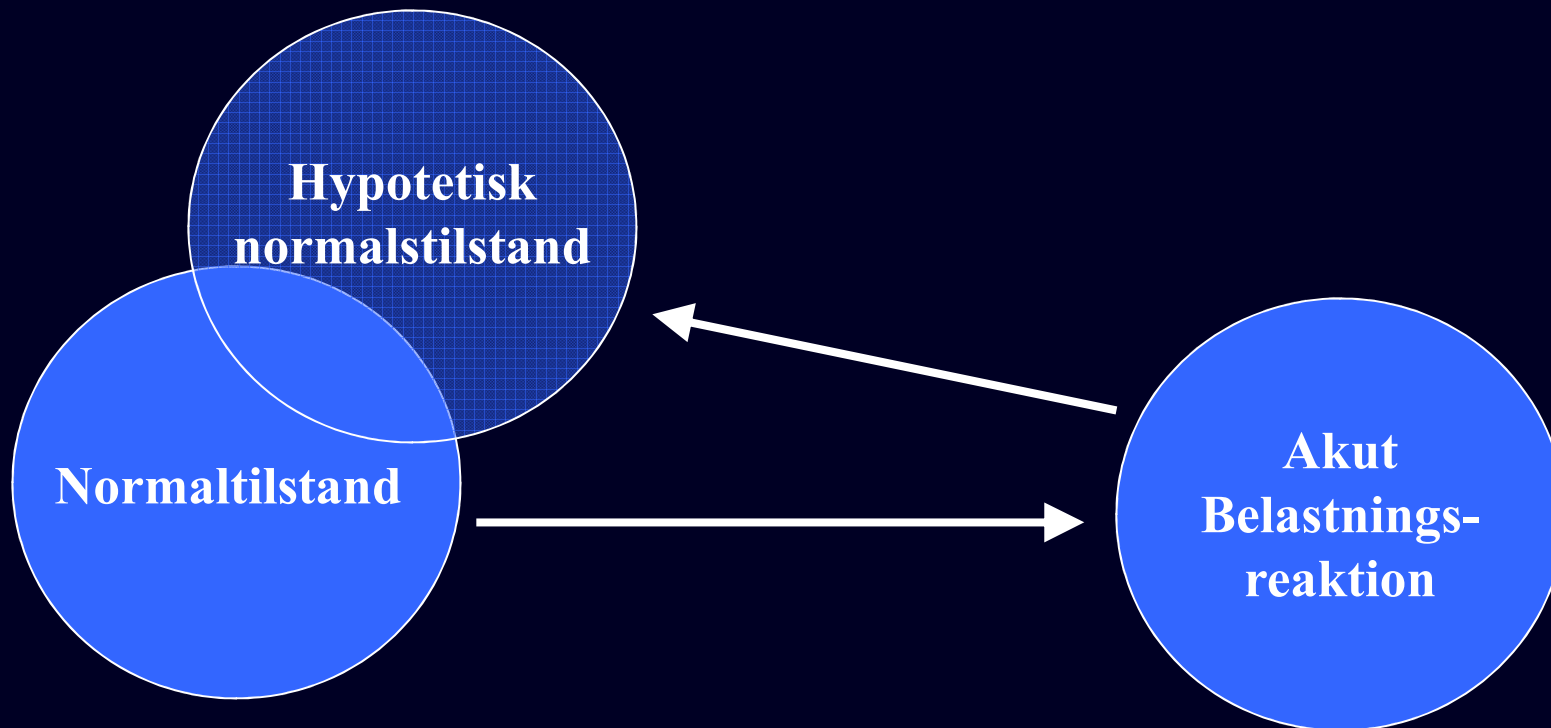 Hypotetisk
normalstilstand
Normaltilstand
Akut
Belastnings-
reaktion